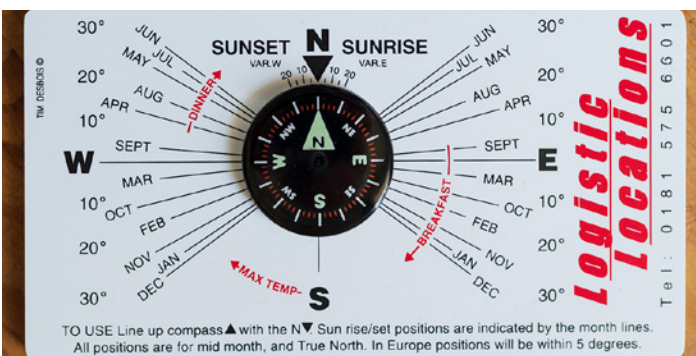 SUNSET N SUNRISE
VAR.W VAR.E
20 10 10 20
30° JUN JUN 30°
JUL JUL
MAY MAY
20° 20°
AUG AUG
APR APR
10° 10°
DINNER
SEPT SEPT
W E
MAR MAR
10° OCT OCT 10°
FEB FEB
BREAKFAST
20° 20°
NOV NOV
JAN JAN
DEC DEC
30° 30°
MAX TEMP
S
N
NW NE
W E
SW SE
S
TIM DESBOIS ©
Logistic
Locations
Tel: 0181 575 6601
TO USE Line up compass▲with the N▼. Sun rise/set positions are indicated by the month lines.
All positions are for mid month, and True North. In Europe positions will be within 5 degrees.